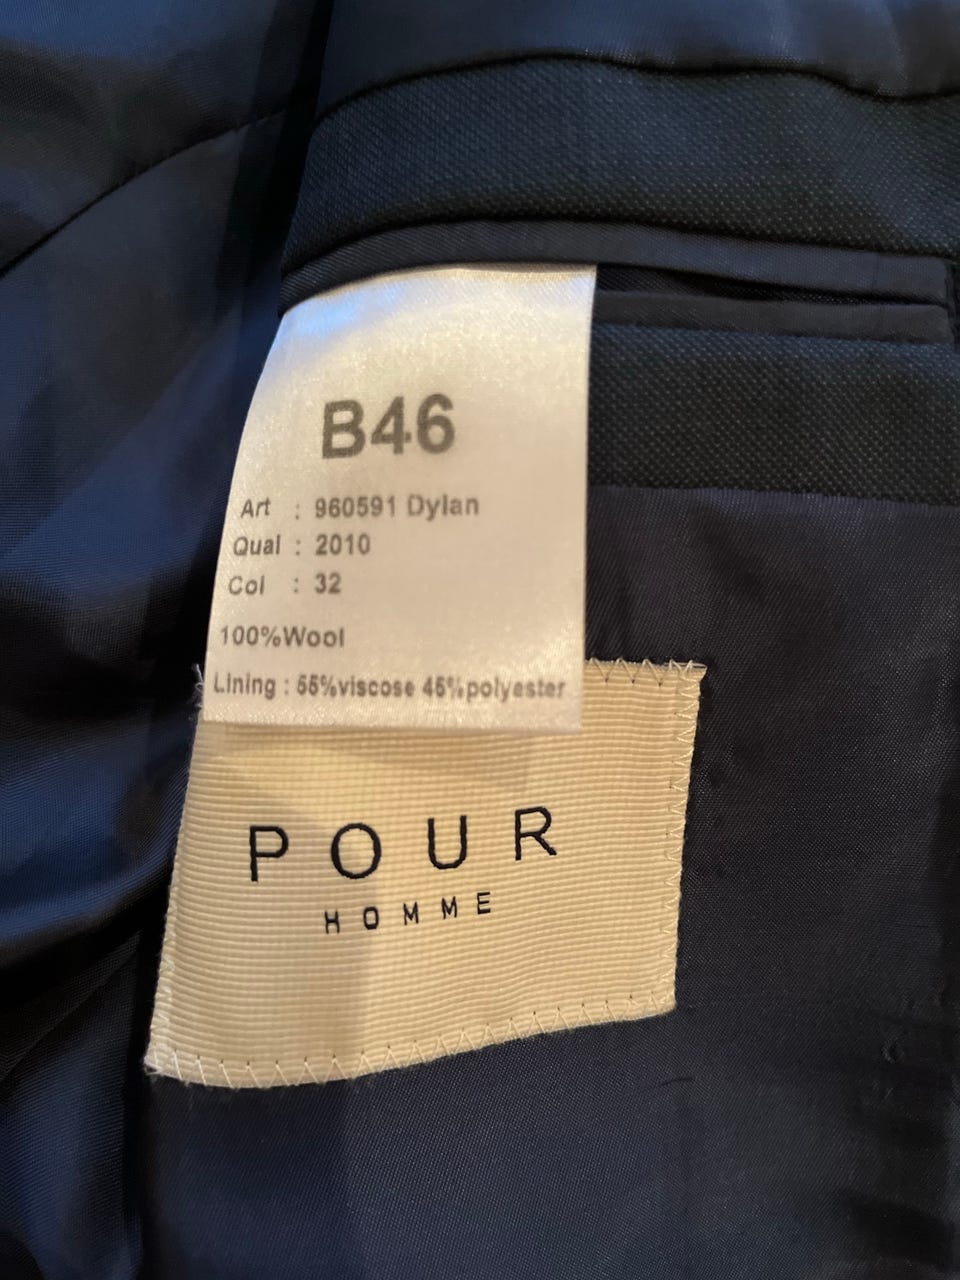 B46
Art : 960591 Dylan
Qual : 2010
Col : 32
100%Wool
Lining : 55%viscose 45%polyester
POUR
HOMME